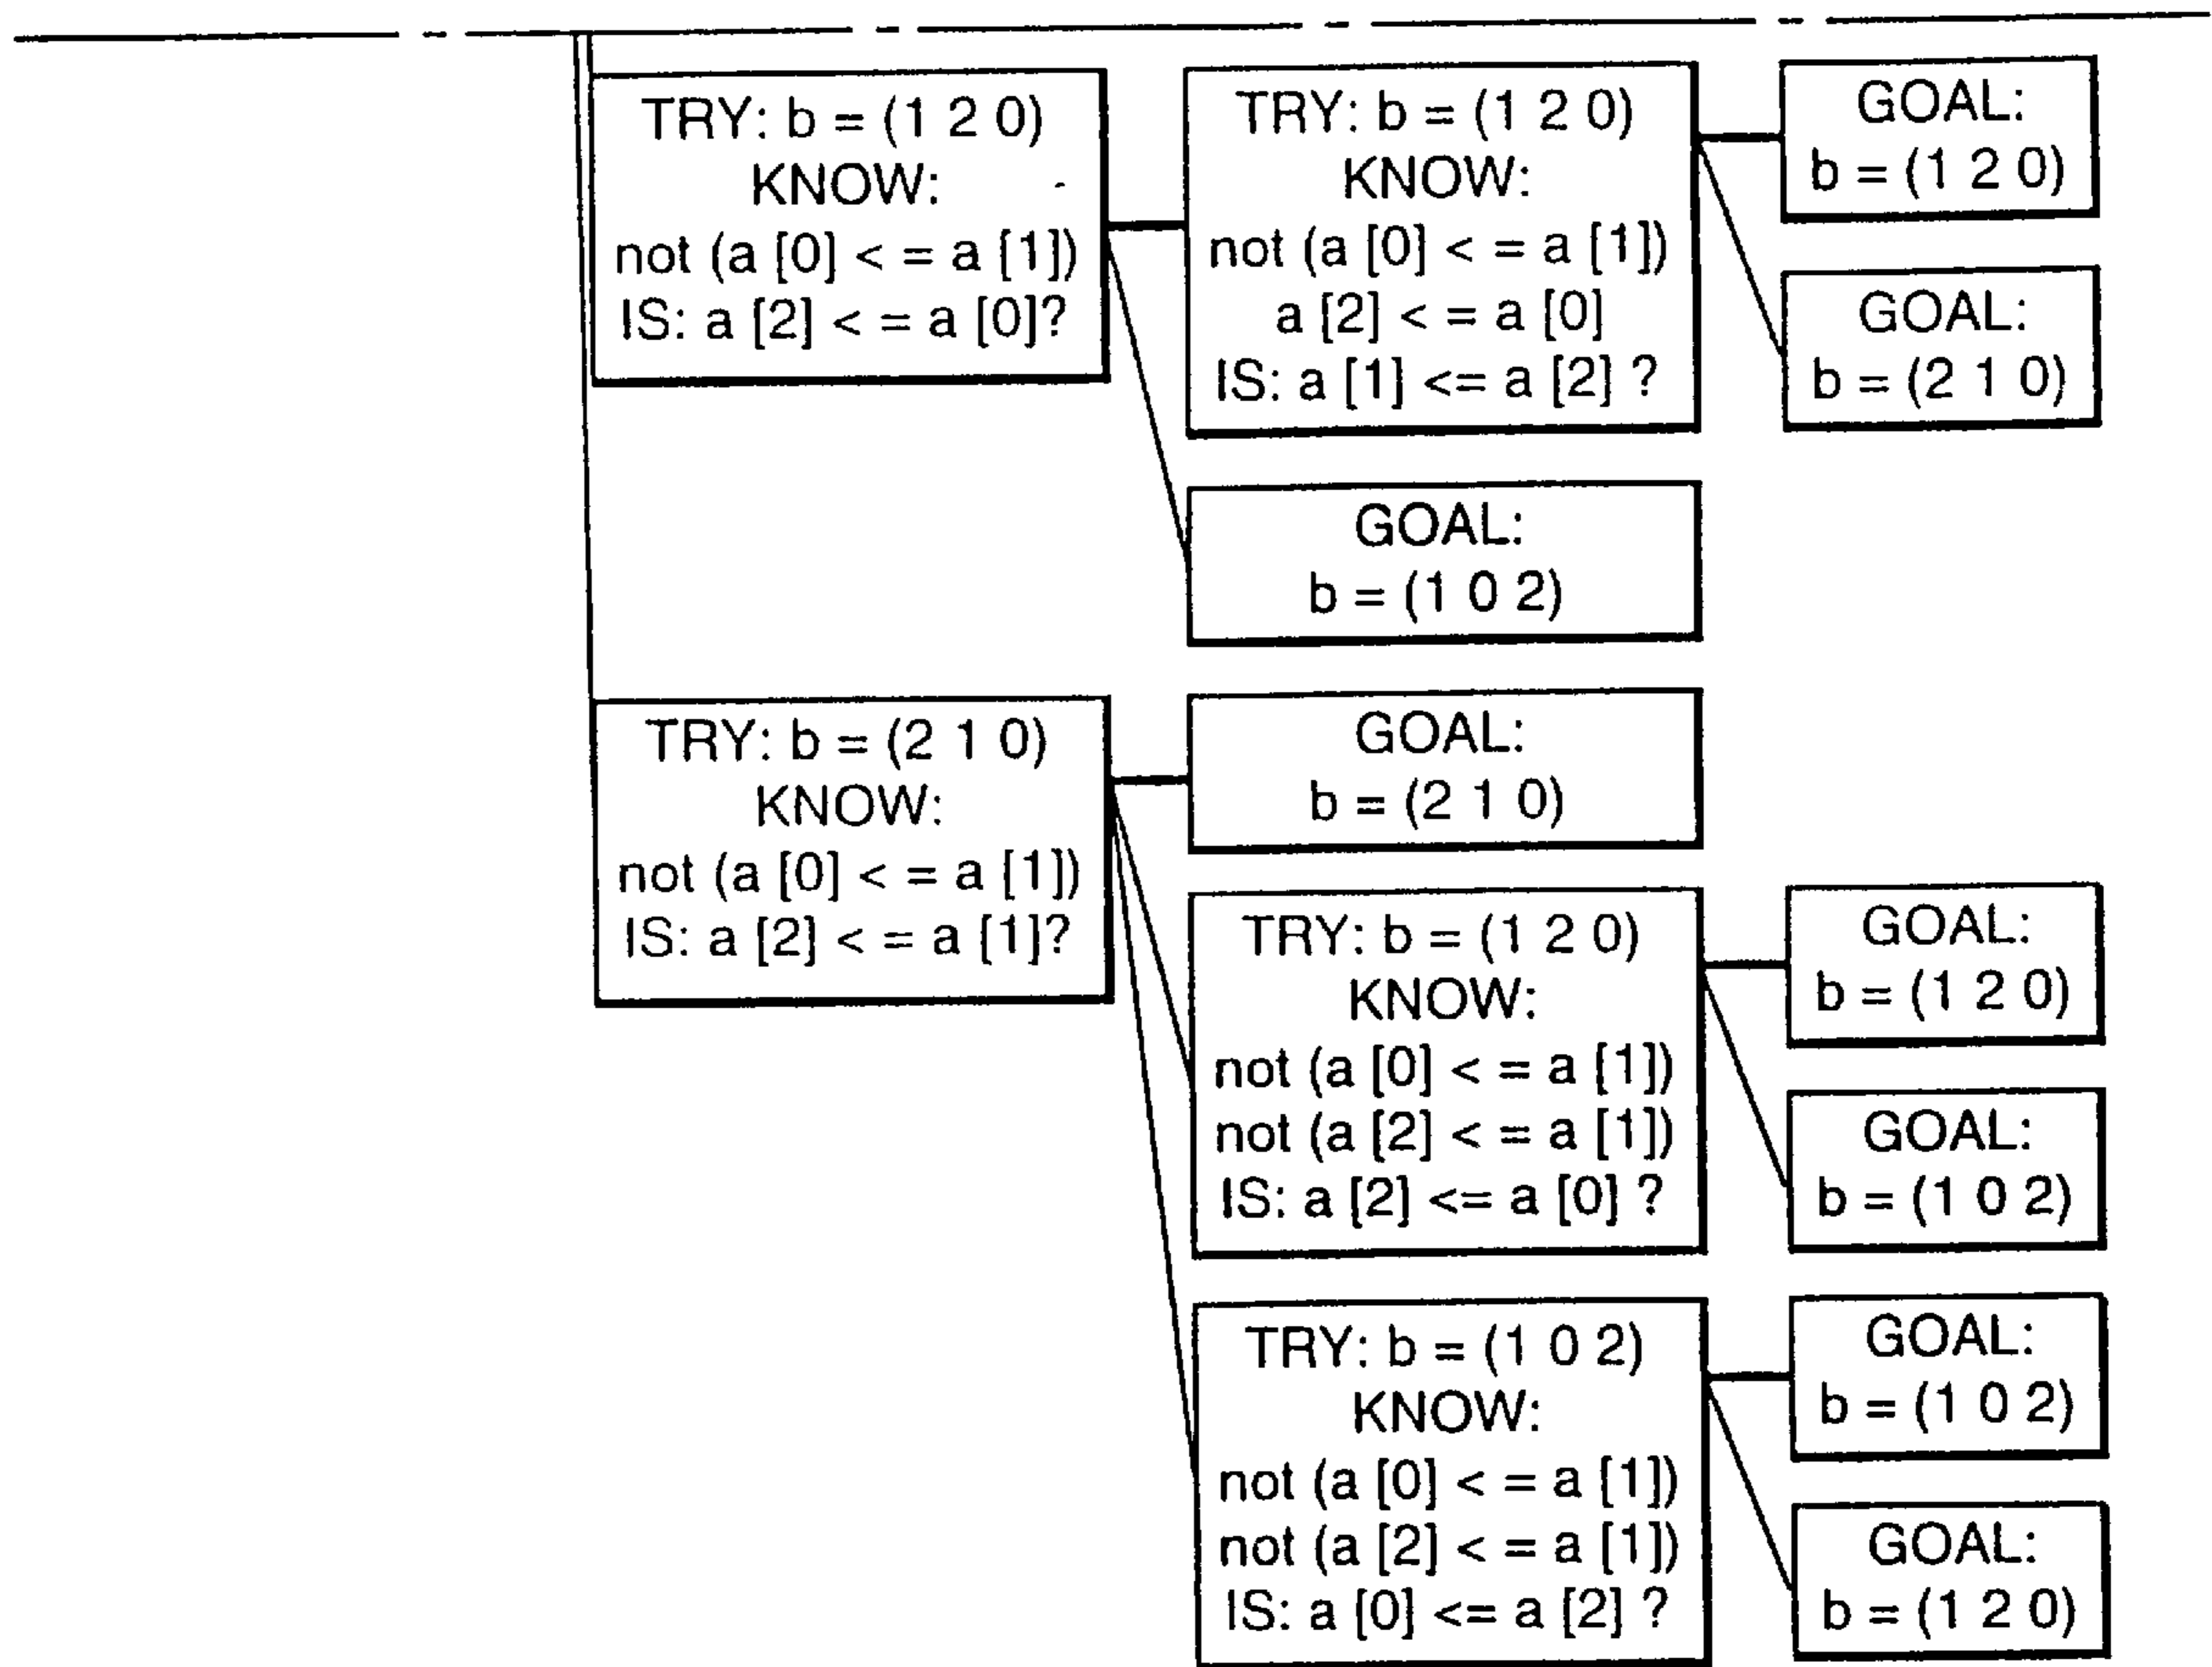 TRY: b = (1 2 0)
KNOW:
not (a [0] < = a [1])
IS: a [2] < = a [0]?
TRY: b = (1 2 0)
KNOW:
not (a [0] < = a [1])
a [2] < = a [0]
IS: a [1] <= a [2] ?
GOAL:
b = (1 2 0)
GOAL:
b = (2 1 0)
GOAL:
b = (1 0 2)
TRY: b = (2 1 0)
KNOW:
not (a [0] < = a [1])
IS: a [2] < = a [1]?
GOAL:
b = (2 1 0)
TRY: b = (1 2 0)
KNOW:
not (a [0] < = a [1])
not (a [2] < = a [1])
IS: a [2] <= a [0] ?
GOAL:
b = (1 2 0)
GOAL:
b = (1 0 2)
TRY: b = (1 0 2)
KNOW:
not (a [0] < = a [1])
not (a [2] < = a [1])
IS: a [0] <= a [2] ?
GOAL:
b = (1 0 2)
GOAL:
b = (1 2 0)